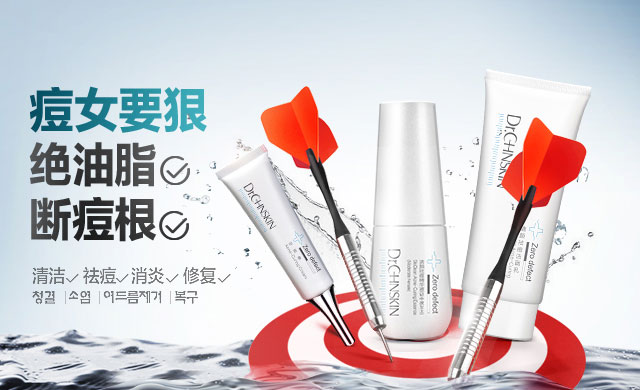 痘女要狠
绝油脂
断痘根
清洁 祛痘 消炎 修复
청결 | 소염 | 여드름제거 | 복구
Dr.CHNSKIN
Zero defect
Dr.CHNSKIN
Zero defect
Dr.CHNSKIN
Zero defect